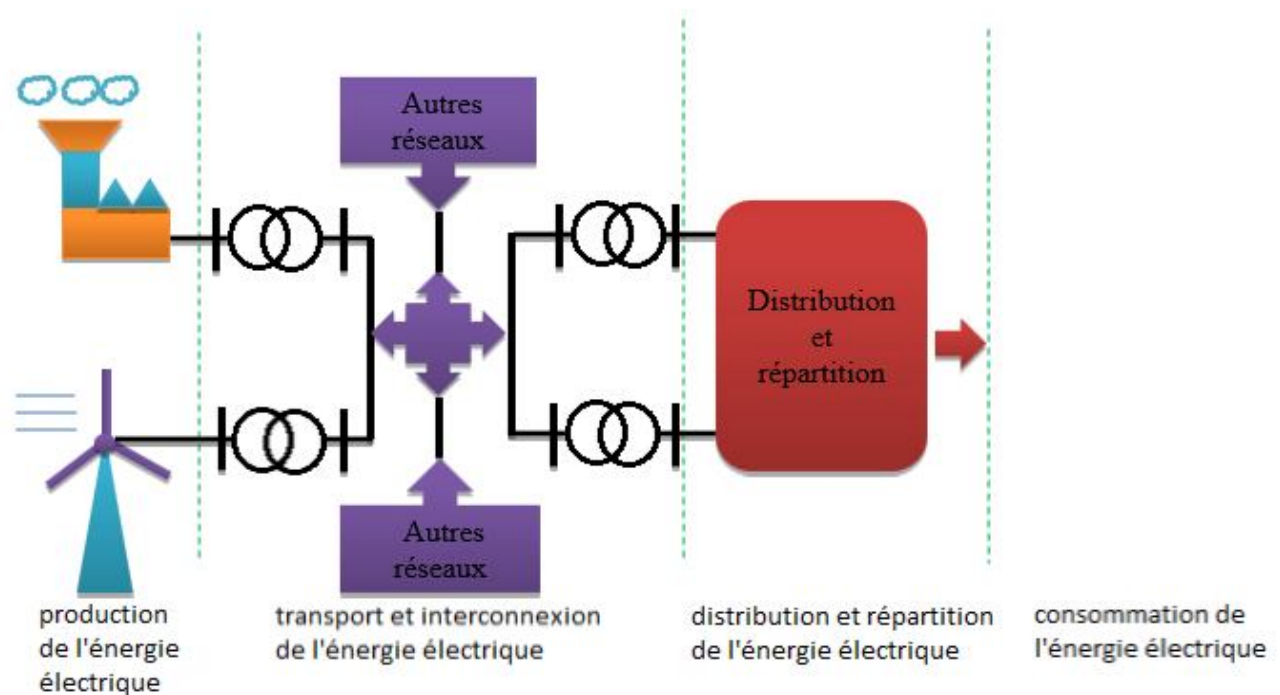 Autres
réseaux
Distribution
et
répartition
Autres
réseaux
production
de l'énergie
électrique
transport et interconnexion
de l'énergie électrique
distribution et répartition
de l'énergie électrique
consommation de
l'énergie électrique